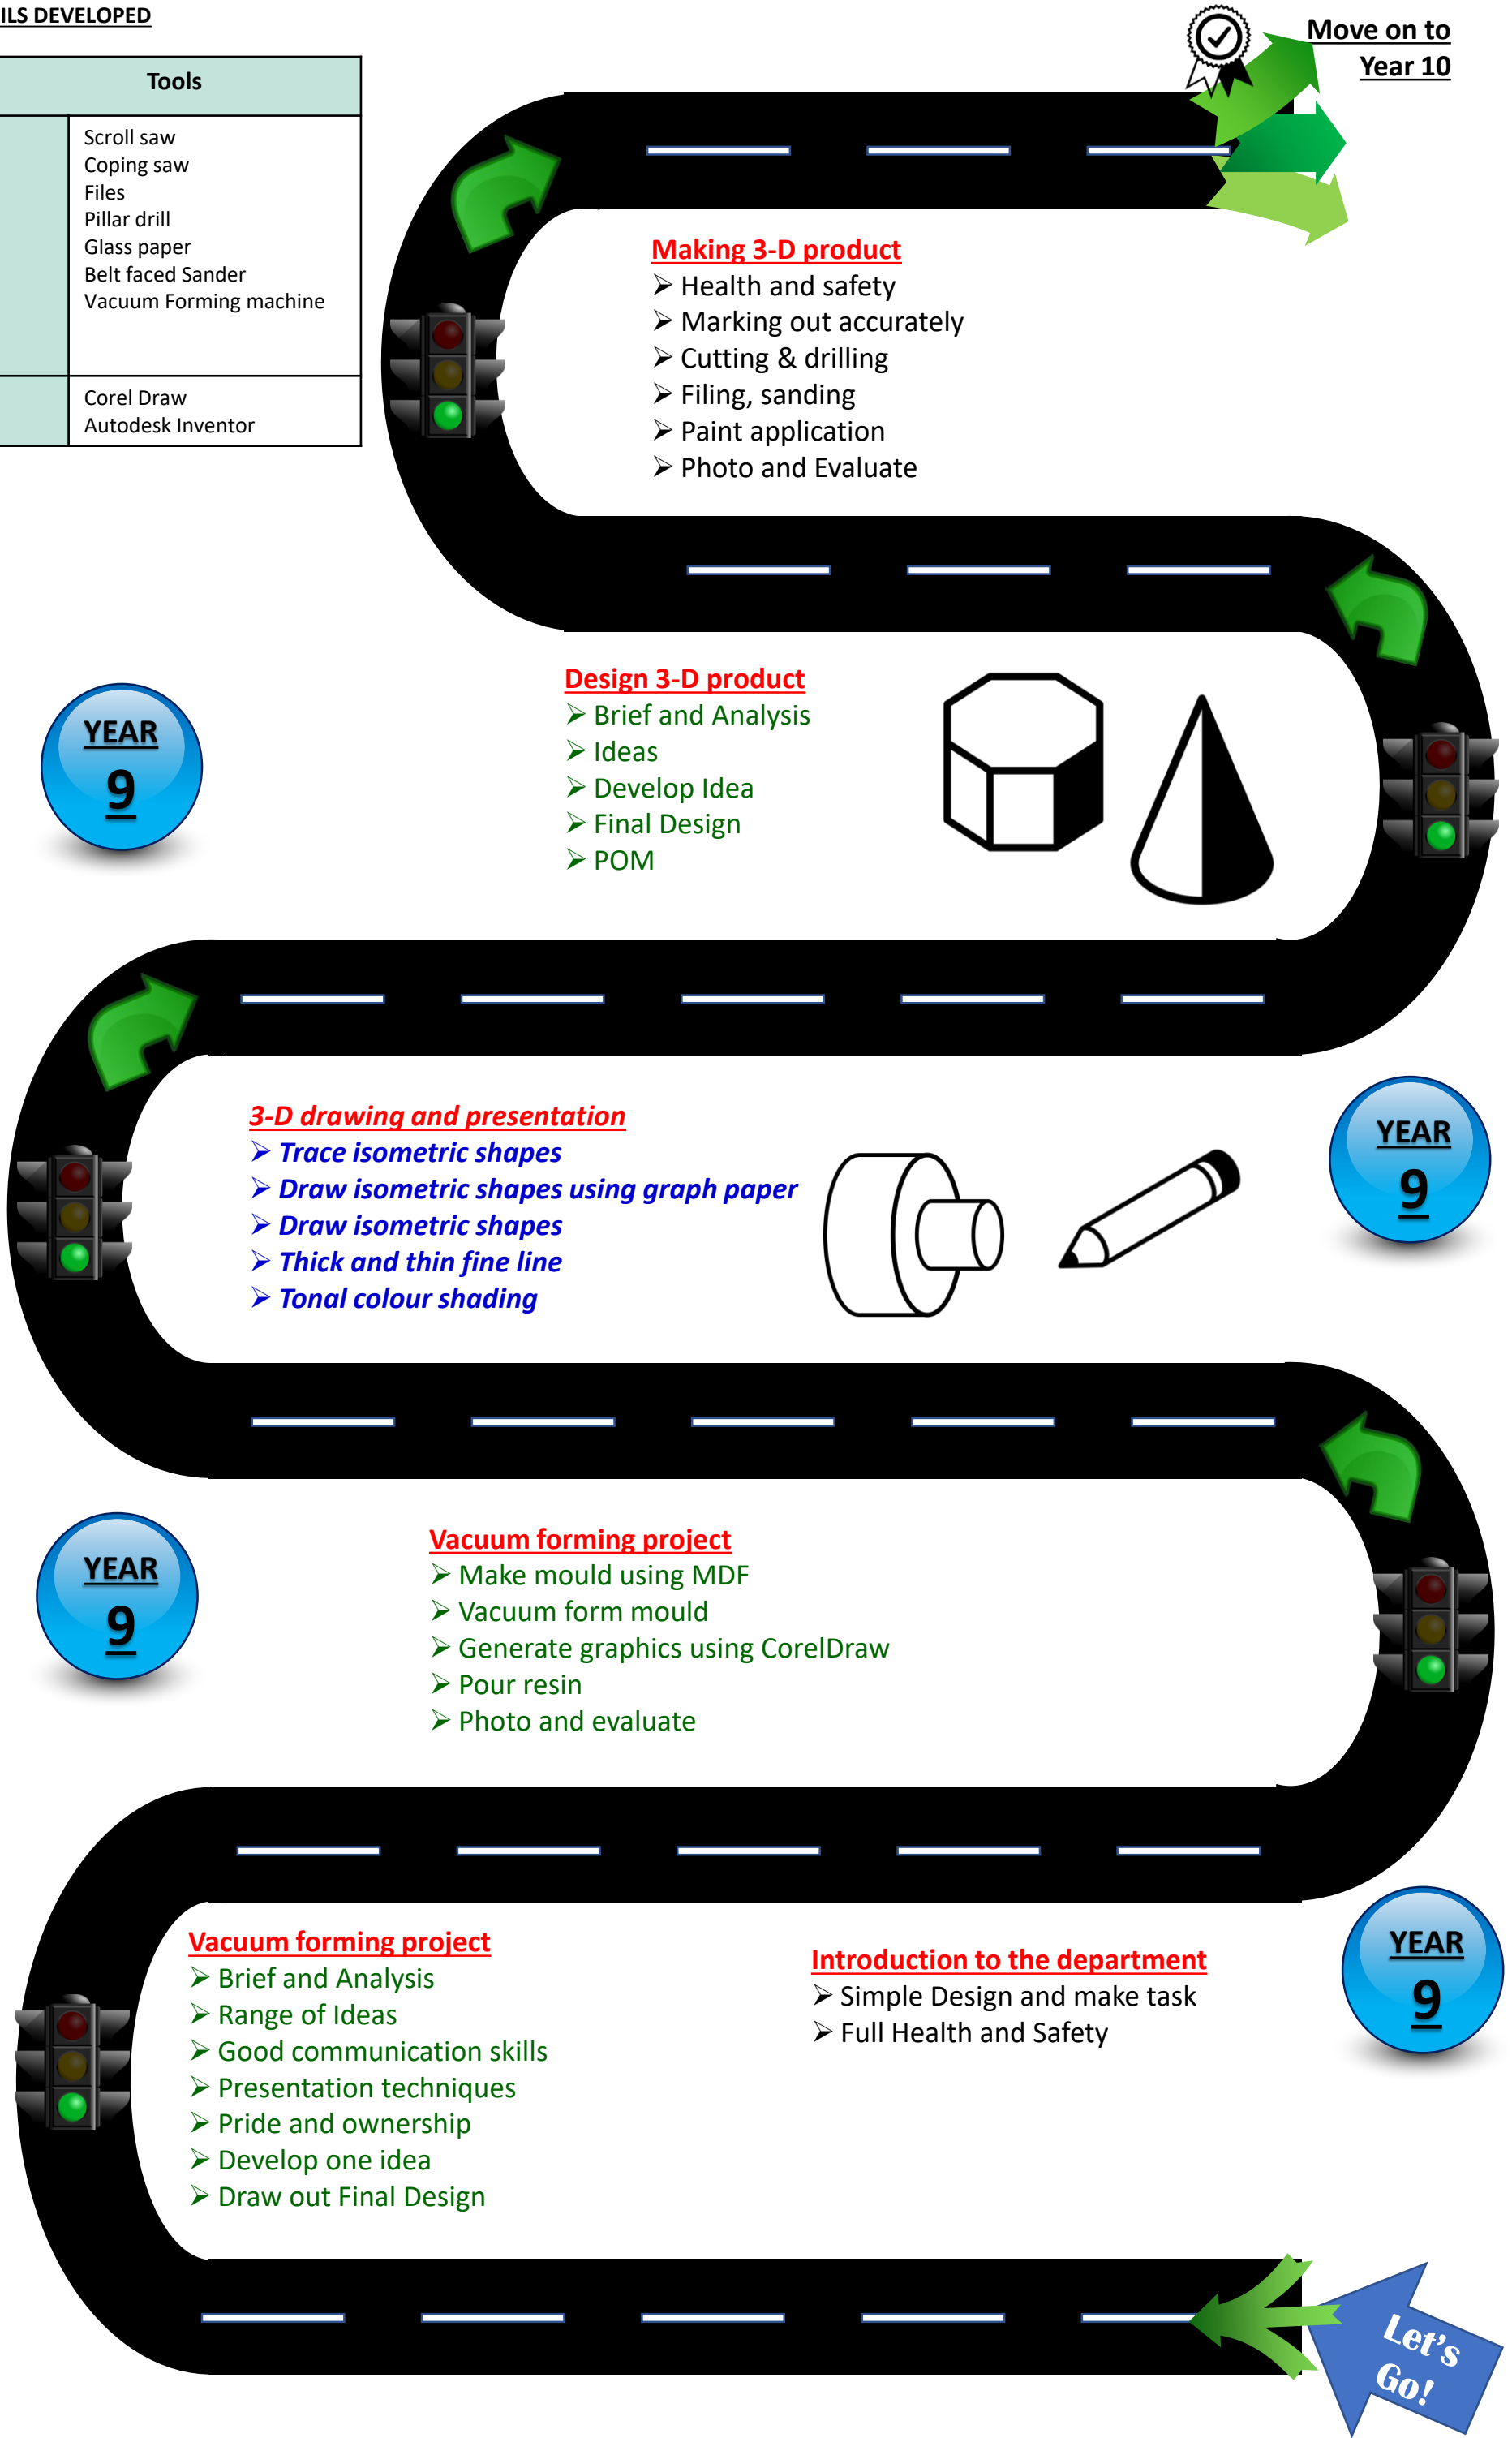 ILS DEVELOPED
Move on to
Year 10
Tools
Scroll saw
Coping saw
Files
Pillar drill
Glass paper
Belt faced Sander
Vacuum Forming machine
Corel Draw
Autodesk Inventor
Making 3-D product
➢ Health and safety
➢ Marking out accurately
➢ Cutting & drilling
➢ Filing, sanding
➢ Paint application
➢ Photo and Evaluate
Design 3-D product
➢ Brief and Analysis
➢ Ideas
➢ Develop Idea
➢ Final Design
➢ POM
YEAR
9
3-D drawing and presentation
➢ Trace isometric shapes
➢ Draw isometric shapes using graph paper
➢ Draw isometric shapes
➢ Thick and thin fine line
➢ Tonal colour shading
YEAR
9
Vacuum forming project
➢ Make mould using MDF
➢ Vacuum form mould
➢ Generate graphics using CorelDraw
➢ Pour resin
➢ Photo and evaluate
YEAR
9
Vacuum forming project
➢ Brief and Analysis
➢ Range of Ideas
➢ Good communication skills
➢ Presentation techniques
➢ Pride and ownership
➢ Develop one idea
➢ Draw out Final Design
Introduction to the department
➢ Simple Design and make task
➢ Full Health and Safety
YEAR
9
Let's
Go!